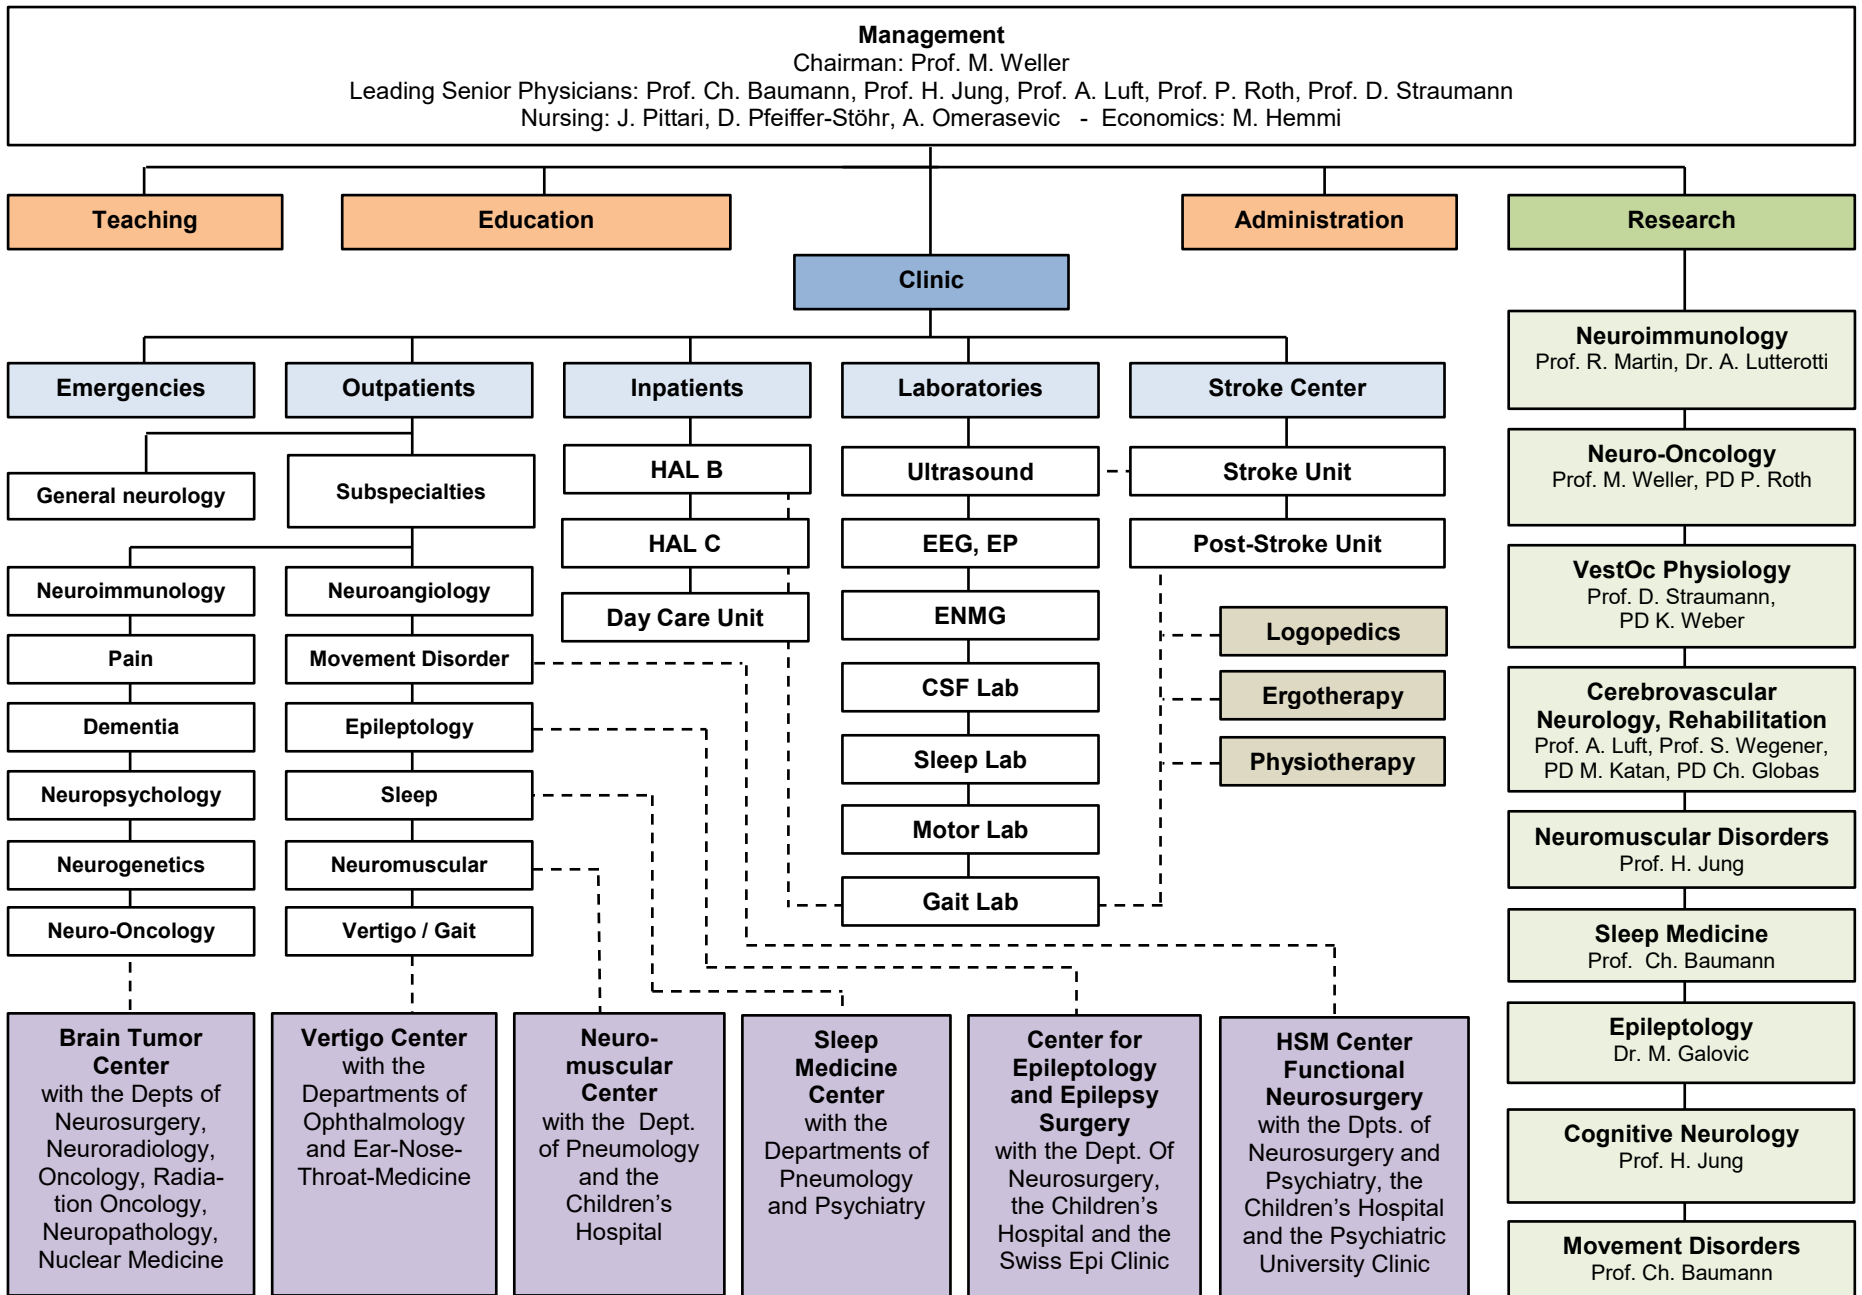 Management
Chairman: Prof. M. Weller
Leading Senior Physicians: Prof. Ch. Baumann, Prof. H. Jung, Prof. A. Luft, Prof. P. Roth, Prof. D. Straumann
Nursing: J. Pittari, D. Pfeiffer-Stöhr, A. Omerasevic - Economics: M. Hemmi
Teaching
Education
Administration
Research
Clinic
Emergencies
Outpatients
Inpatients
Laboratories
Stroke Center
General neurology
Subspecialties
Neuroimmunology
Pain
Dementia
Neuropsychology
Neurogenetics
Neuro-Oncology
Neuroangiology
Movement Disorder
Epileptology
Sleep
Neuromuscular
Vertigo / Gait
HAL B
HAL C
Day Care Unit
Ultrasound
EEG, EP
ENMG
CSF Lab
Sleep Lab
Motor Lab
Gait Lab
Stroke Unit
Post-Stroke Unit
Logopedics
Ergotherapy
Physiotherapy
Brain Tumor
Center
with the Depts of
Neurosurgery,
Neuroradiology,
Oncology, Radia-
tion Oncology,
Neuropathology,
Nuclear Medicine
Vertigo Center
with the
Departments of
Ophthalmology
and Ear-Nose-
Throat-Medicine
Neuro-
muscular
Center
with the Dept.
of Pneumology
and the
Children’s
Hospital
Sleep
Medicine
Center
with the
Departments of
Pneumology
and Psychiatry
Center for
Epileptology
and Epilepsy
Surgery
with the Dept. Of
Neurosurgery,
the Children’s
Hospital and the
Swiss Epi Clinic
HSM Center
Functional
Neurosurgery
with the Dpts. of
Neurosurgery and
Psychiatry, the
Children’s Hospital
and the Psychiatric
University Clinic
Neuroimmunology
Prof. R. Martin, Dr. A. Lutterotti
Neuro-Oncology
Prof. M. Weller, PD P. Roth
VestOc Physiology
Prof. D. Straumann,
PD K. Weber
Cerebrovascular
Neurology, Rehabilitation
Prof. A. Luft, Prof. S. Wegener,
PD M. Katan, PD Ch. Globas
Neuromuscular Disorders
Prof. H. Jung
Sleep Medicine
Prof. Ch. Baumann
Epileptology
Dr. M. Galovic
Cognitive Neurology
Prof. H. Jung
Movement Disorders
Prof. Ch. Baumann